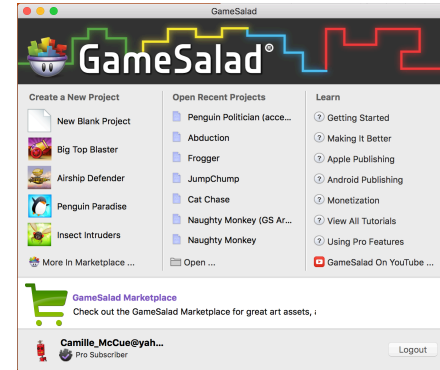 GameSalad
GameSalad®
Create a New Project
New Blank Project
Big Top Blaster
Airship Defender
Penguin Paradise
Insect Intruders
More In Marketplace ...
Open Recent Projects
Penguin Politician (acce...
Abduction
Frogger
JumpChump
Cat Chase
Naughty Monkey (GS Ar...
Naughty Monkey
Open ...
Learn
Getting Started
Making It Better
Apple Publishing
Android Publishing
Monetization
View All Tutorials
Using Pro Features
GameSalad On YouTube ...
GameSalad Marketplace
Check out the GameSalad Marketplace for great art assets,
Camille_McCue@yah...
Pro Subscriber
Logout